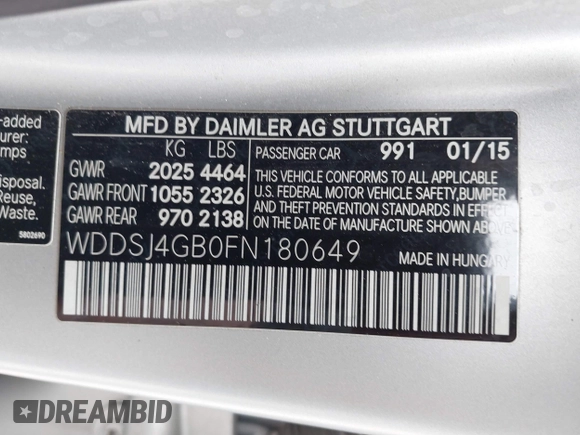 -added
urer:
mps
isposal.
Reuse,
Waste.
5802690
MFD BY DAIMLER AG STUTTGART
KG LBS
GVWR 2025 4464
GAWR FRONT 1055 2326
GAWR REAR 970 2138
PASSENGER CAR 991 01/15
THIS VEHICLE CONFORMS TO ALL APPLICABLE
U.S. FEDERAL MOTOR VEHICLE SAFETY, BUMPER
AND THEFT PREVENTION STANDARDS IN EFFECT ON
THE DATE OF MANUFACTURE SHOWN ABOVE.
WDDSJ4GB0FN180649
MADE IN HUNGARY
DREAMBID